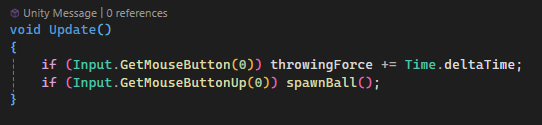 Unity Message | 0 references
void Update()
{
if (Input.GetMouseButton(0)) throwingForce += Time.deltaTime;
if (Input.GetMouseButtonUp(0)) spawnBall();
}